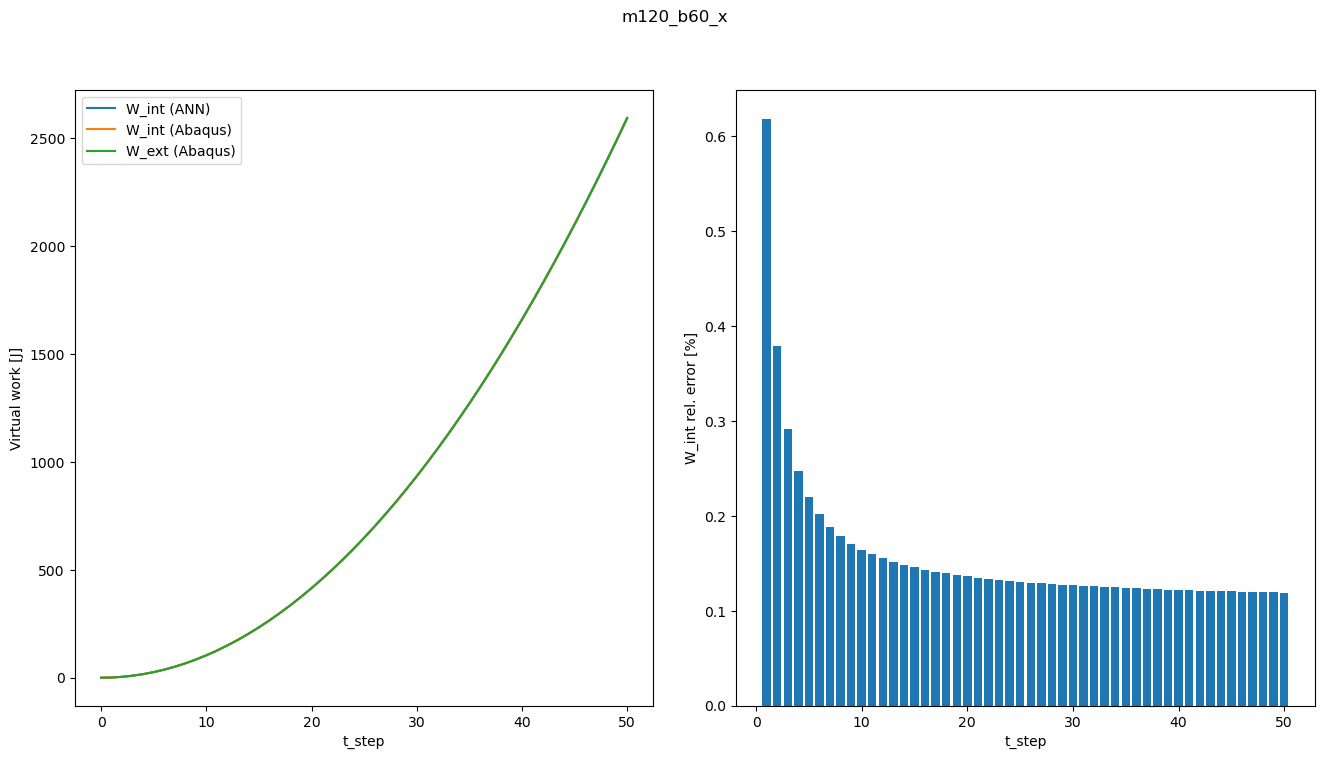 m120_b60_x
W_int (ANN)
W_int (Abaqus)
W_ext (Abaqus)
Virtual work [J]
2500
2000
1500
1000
500
0
0 10 20 30 40 50
t_step
W_int rel. error [%]
0.6
0.5
0.4
0.3
0.2
0.1
0.0
0 10 20 30 40 50
t_step